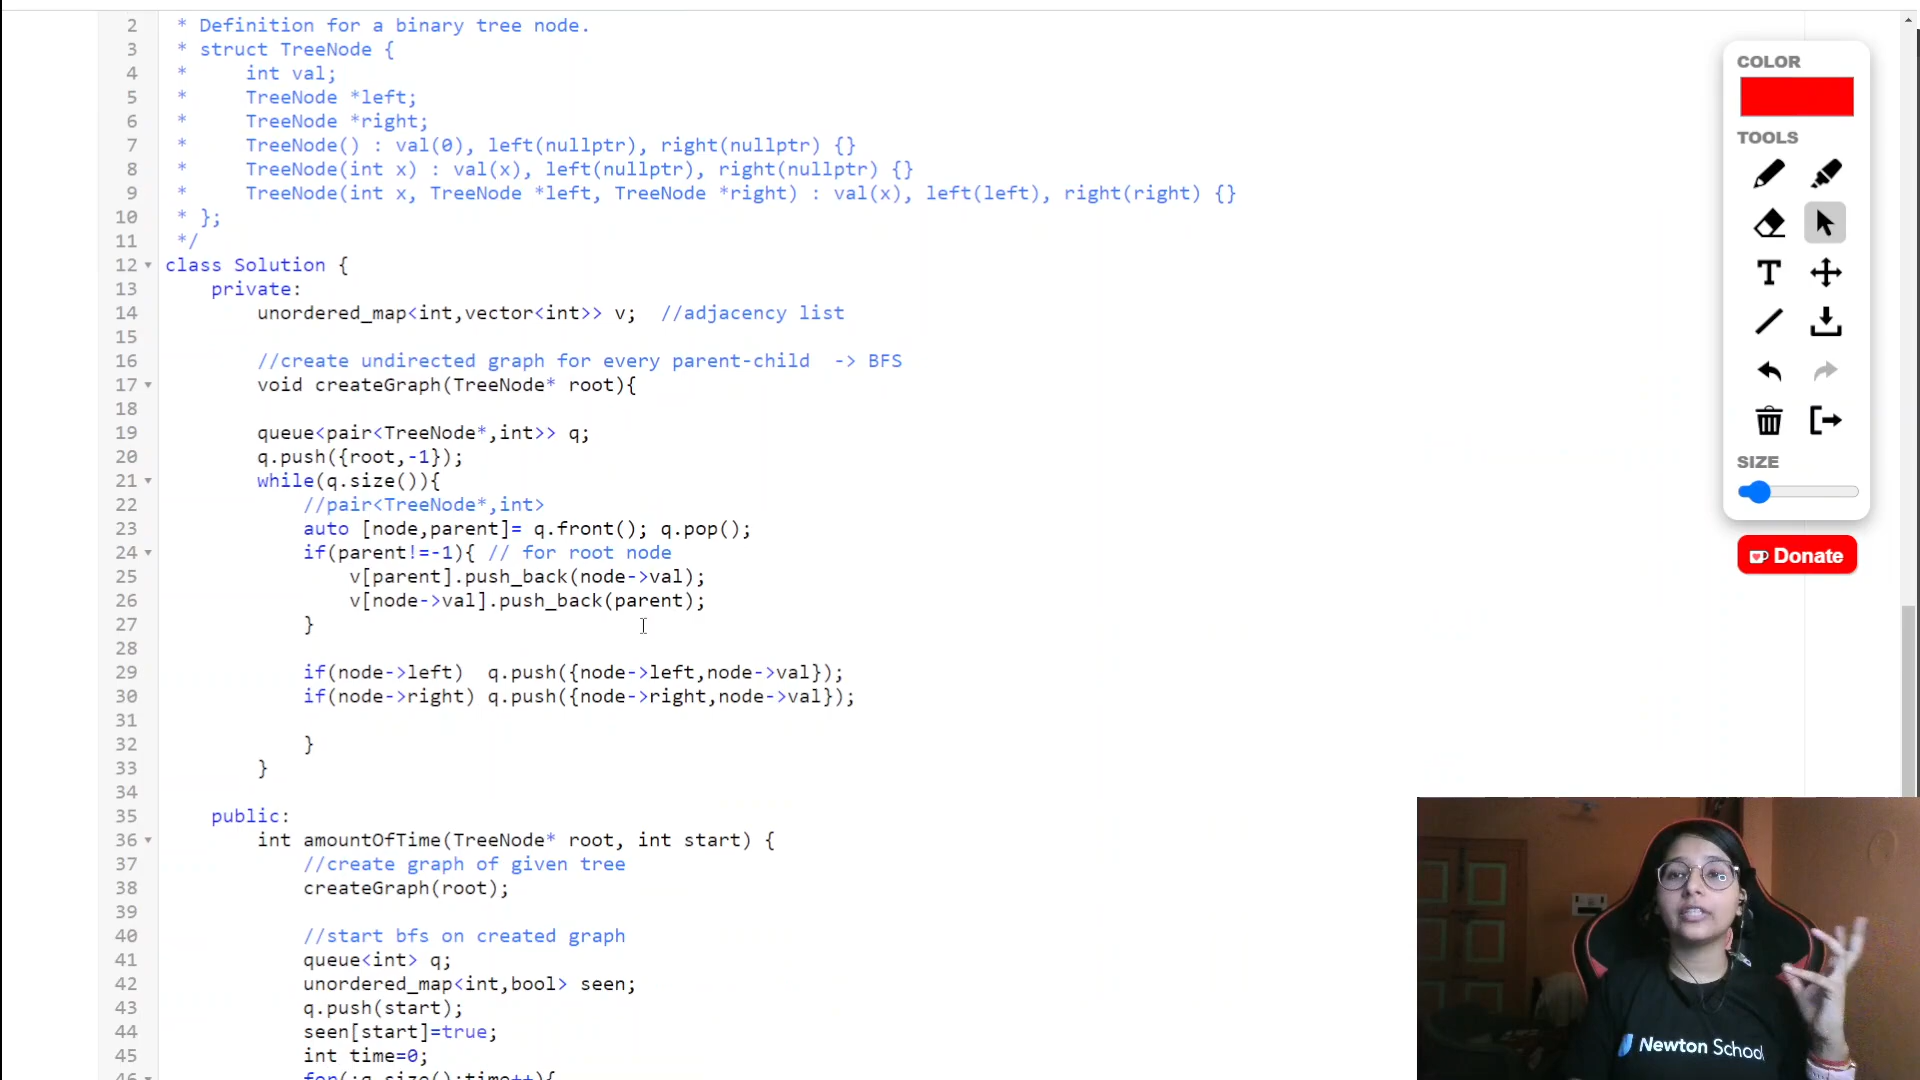 2 * Definition for a binary tree node.
3 * struct TreeNode {
4 *     int val;
5 *     TreeNode *left;
6 *     TreeNode *right;
7 *     TreeNode() : val(0), left(nullptr), right(nullptr) {}
8 *     TreeNode(int x) : val(x), left(nullptr), right(nullptr) {}
9 *     TreeNode(int x, TreeNode *left, TreeNode *right) : val(x), left(left), right(right) {}
10 * };
11 */
12 class Solution {
13     private:
14         unordered_map<int,vector<int>> v;  //adjacency list
15
16         //create undirected graph for every parent-child  -> BFS
17         void createGraph(TreeNode* root){
18
19         queue<pair<TreeNode*,int>> q;
20         q.push({root,-1});
21         while(q.size()){
22             //pair<TreeNode*,int>
23             auto [node,parent]= q.front(); q.pop();
24             if(parent!=-1){ // for root node
25                 v[parent].push_back(node->val);
26                 v[node->val].push_back(parent);
27             }
28
29             if(node->left)  q.push({node->left,node->val});
30             if(node->right) q.push({node->right,node->val});
31
32             }
33         }
34
35     public:
36         int amountOfTime(TreeNode* root, int start) {
37             //create graph of given tree
38             createGraph(root);
39
40             //start bfs on created graph
41             queue<int> q;
42             unordered_map<int,bool> seen;
43             q.push(start);
44             seen[start]=true;
45             int time=0;
46             for(;q.size();time++){
COLOR
TOOLS
T
SIZE
Donate
Newton School